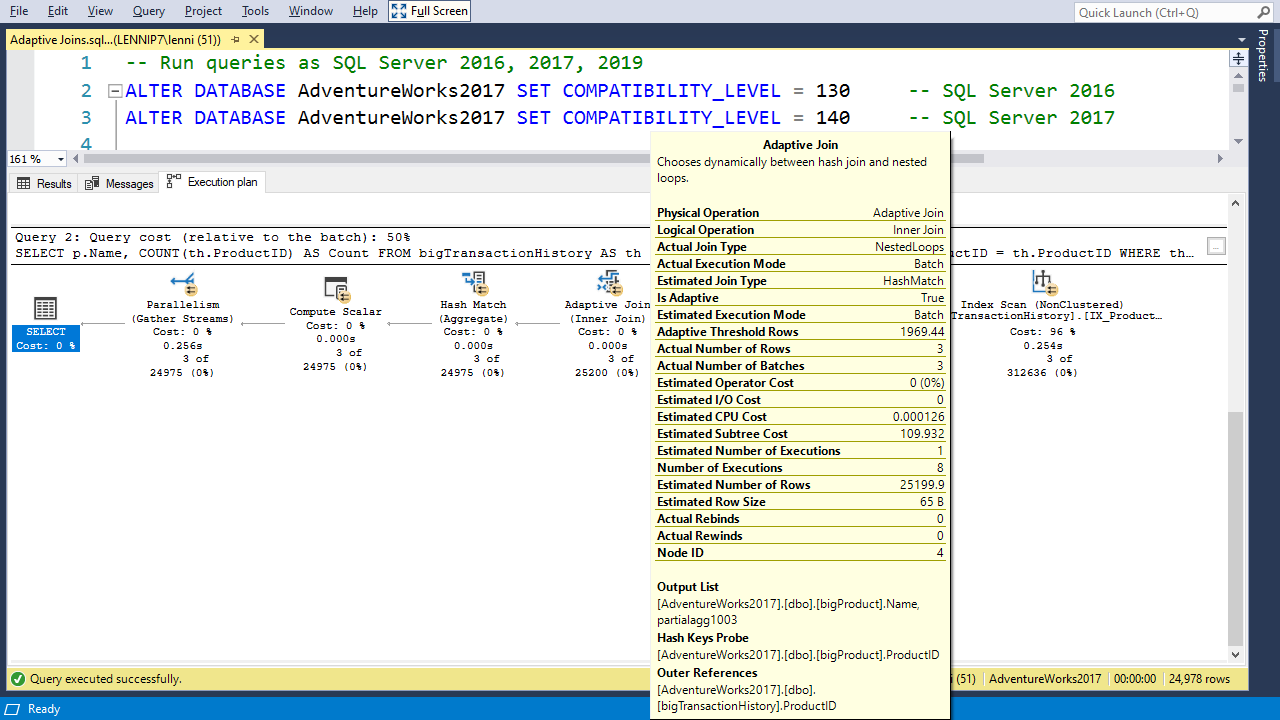 File Edit View Query Project Tools Window Help Full Screen
Quick Launch (Ctrl+Q)
Adaptive Joins.sql...(LENNIP7\lenni (51))
Properties
1 -- Run queries as SQL Server 2016, 2017, 2019
2 ALTER DATABASE AdventureWorks2017 SET COMPATIBILITY_LEVEL = 130 -- SQL Server 2016
3 ALTER DATABASE AdventureWorks2017 SET COMPATIBILITY_LEVEL = 140 -- SQL Server 2017
4
161 %
Results Messages Execution plan
Query 2: Query cost (relative to the batch): 50%
SELECT p.Name, COUNT(th.ProductID) AS Count FROM bigTransactionHistory AS th
ctID = th.ProductID WHERE th...
SELECT
Cost: 0 %
Parallelism
(Gather Streams)
Cost: 0 %
0.256s
3 of
24975 (0%)
Compute Scalar
Cost: 0 %
0.000s
3 of
24975 (0%)
Hash Match
(Aggregate)
Cost: 0 %
0.000s
3 of
24975 (0%)
Adaptive Join
(Inner Join)
Cost: 0 %
0.000s
3 of
25200 (0%)
Index Scan (NonClustered)
TransactionHistory].[IX_Product...
Cost: 96 %
0.254s
3 of
312636 (0%)
Adaptive Join
Chooses dynamically between hash join and nested
loops.
Physical Operation Adaptive Join
Logical Operation Inner Join
Actual Join Type NestedLoops
Actual Execution Mode Batch
Estimated Join Type HashMatch
Is Adaptive True
Estimated Execution Mode Batch
Adaptive Threshold Rows 1969.44
Actual Number of Rows 3
Actual Number of Batches 3
Estimated Operator Cost 0 (0%)
Estimated I/O Cost 0
Estimated CPU Cost 0.000126
Estimated Subtree Cost 109.932
Estimated Number of Executions 1
Number of Executions 8
Estimated Number of Rows 25199.9
Estimated Row Size 65 B
Actual Rebinds 0
Actual Rewinds 0
Node ID 4
Output List
[AdventureWorks2017].[dbo].[bigProduct].Name,
partialagg1003
Hash Keys Probe
[AdventureWorks2017].[dbo].[bigProduct].ProductID
Outer References
[AdventureWorks2017].[dbo].
[bigTransactionHistory].ProductID
Query executed successfully.
(51) AdventureWorks2017 00:00:00 24,978 rows
Ready